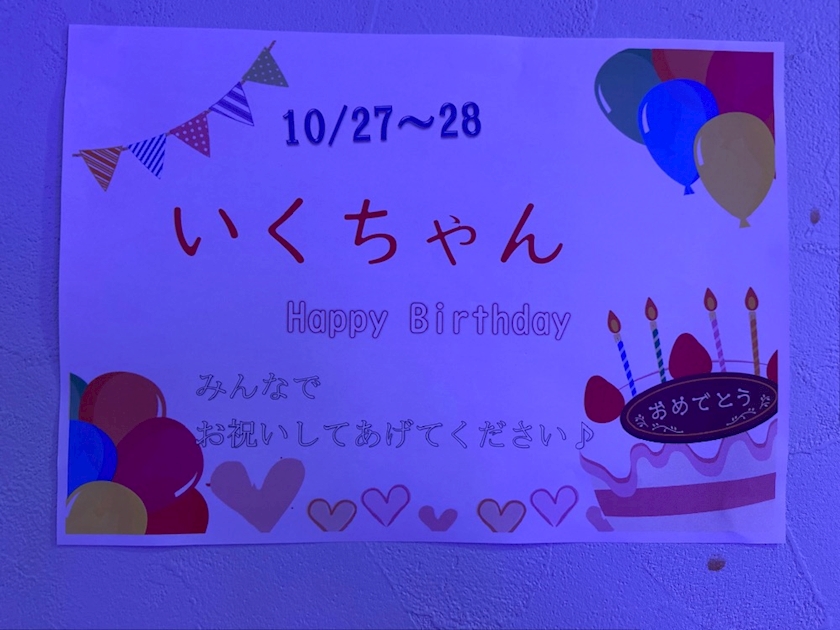 10/27～28
いくちゃん
Happy Birthday
みんなで
お祝いしてあげてください♪
おめでとう